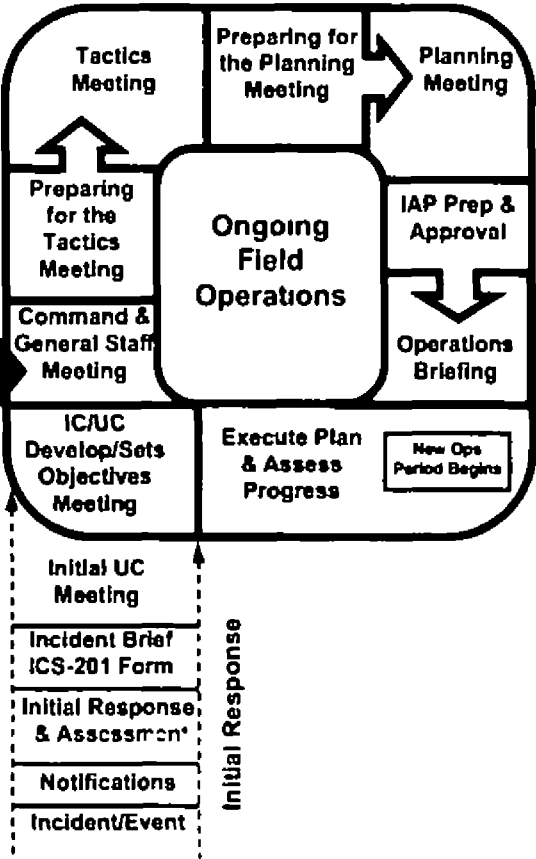 Tactics
Meeting
Preparing for
the Planning
Meeting
Planning
Meeting
Preparing
for the
Tactics
Meeting
Ongoing
Field
Operations
IAP Prep &
Approval
Command &
General Staff
Meeting
Operations
Briefing
IC/UC
Develop/Sets
Objectives
Meeting
Execute Plan
& Assess
Progress
New Ops
Period Begins
Initial UC
Meeting
Incident Brief
ICS-201 Form
Initial Response
& Assessment
Notifications
Incident/Event
Initial Response